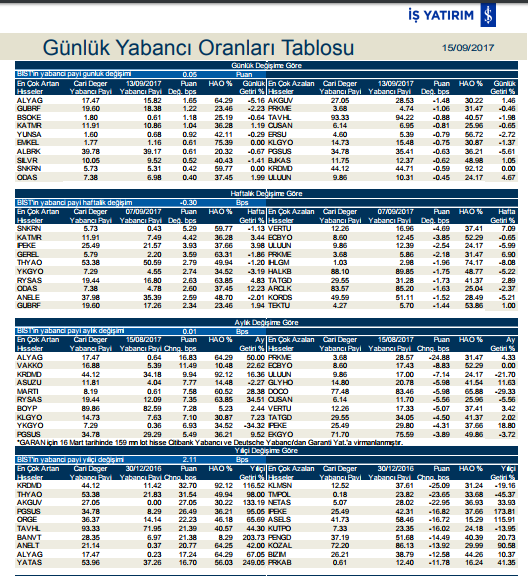 İŞ YATIRIM
Günlük Yabancı Oranları Tablosu 15/09/2017
Günlük Değişime Göre
BIST'in yabancı payı günlük değişimi 0.05 Puan
En Çok Artan Cari Değer 13/09/2017 Puan HAO % Günlük En Çok Azalan Cari Değer 13/09/2017 Puan HAO % Günlük
Hisseler Yabancı Payı Yabancı Payı Değ. bps Getiri % Hisseler Yabancı Payı Yabancı Payı Değ. bps Getiri %
ALYAG 17.47 15.82 1.65 64.29 -5.16 AKGUV 27.05 28.53 -1.48 30.22 1.46
GUBRF 19.60 18.38 1.22 23.46 -2.23 PRKME 3.68 4.74 -1.06 31.47 -0.46
BSOKE 1.80 0.61 1.18 25.19 -0.64 TAVHL 93.33 94.22 -0.88 40.57 -1.98
KATMR 11.91 10.86 1.04 36.28 1.19 CUSAN 6.14 6.95 -0.81 25.96 -0.65
YUNSA 1.60 0.68 0.92 42.11 -0.29 ERSU 4.60 5.39 -0.79 56.72 -2.72
EMKEL 1.77 1.16 0.61 75.39 0.00 KLGYO 14.73 15.48 -0.75 30.87 -1.37
ALBRK 39.78 39.17 0.61 20.32 -0.67 PGSUS 34.78 35.41 -0.63 36.21 -5.61
SILVR 10.05 9.52 0.52 40.43 -1.41 BJKAS 11.75 12.37 -0.62 48.98 1.05
SNKRN 5.73 5.31 0.42 59.77 0.00 KRDMD 44.12 44.71 -0.59 92.12 0.00
ODAS 7.38 6.98 0.40 37.45 1.99 ULUUN 9.86 10.31 -0.45 24.17 4.67
Haftalık Değişime Göre
BIST'in yabancı payı haftalık değişimi -0.30 Bps
En Çok Artan Cari Değer 07/09/2017 Puan HAO % Hafta En Çok Azalan Cari Değer 07/09/2017 Puan HAO % Hafta
Hisseler Yabancı Payı Yabancı Payı Değ. bps Getiri % Hisseler Yabancı Payı Yabancı Payı Değ. bps Getiri %
SNKRN 5.73 0.43 5.29 59.77 -1.13 VERTU 12.26 16.96 -4.69 37.41 7.09
KATMR 11.91 7.49 4.42 36.28 3.44 ECBYO 8.60 12.45 -3.85 52.29 -0.65
IPEKE 25.49 21.57 3.93 37.66 3.98 ULUUN 9.86 12.39 -2.54 24.17 -5.99
GEREL 5.79 2.20 3.59 63.31 -1.86 PRKME 3.68 5.86 -2.18 31.47 6.90
THYAO 53.38 50.59 2.79 49.94 -1.20 IHLGM 1.03 2.98 -1.96 74.17 -8.08
YKGYO 7.29 4.55 2.74 34.52 -3.19 HALKB 88.10 89.85 -1.75 48.77 -5.22
RYSAS 19.44 16.80 2.63 63.85 4.83 TATGD 29.55 31.28 -1.73 41.37 2.89
ODAS 7.38 4.78 2.60 37.45 12.23 ARCLK 83.57 85.20 -1.63 25.04 -2.37
ANELE 37.98 35.39 2.59 48.70 -2.01 KORDS 49.59 51.11 -1.52 28.49 -5.21
GUBRF 19.60 17.26 2.34 23.46 1.94 TEKTU 4.27 5.70 -1.44 53.86 1.00
Aylık Değişime Göre
BIST'in yabancı payı aylık değişimi 0.01 Bps
En Çok Artan Cari Değer 15/08/2017 Puan HAO % Ay En Çok Azalan Cari Değer 15/08/2017 Puan HAO % Ay
Hisseler Yabancı Payı Yabancı Payı Chng. bps Getiri % Hisseler Yabancı Payı Yabancı Payı Chng. bps Getiri %
ALYAG 17.47 0.64 16.83 64.29 50.00 PRKME 3.68 28.57 -24.88 31.47 4.33
VAKKO 16.88 5.39 11.49 10.48 22.62 ECBYO 8.60 17.43 -8.83 52.29 0.00
KRDMD 44.12 34.18 9.94 92.12 16.36 ULUUN 9.86 17.00 -7.14 24.17 -21.70
ASUZU 11.81 4.04 7.77 14.48 -2.27 GLYHO 14.80 20.78 -5.98 41.54 11.63
MARTI 8.19 0.61 7.58 60.52 28.38 COCO 77.48 83.46 -5.98 65.88 -29.33
RYSAS 19.44 12.09 7.35 63.85 34.51 CUSAN 6.14 11.70 -5.56 25.96 -5.56
BOYP 89.86 82.59 7.28 5.23 2.44 VERTU 12.26 17.33 -5.07 37.41 3.42
KLGYO 14.73 7.63 7.10 30.87 7.23 TATGD 29.55 34.05 -4.50 41.37 2.02
YKGYO 7.29 0.36 6.93 34.52 -34.32 IPEKE 25.49 29.80 -4.31 37.66 18.80
PGSUS 34.78 29.29 5.49 36.21 9.52 EKGYO 71.70 75.59 -3.89 49.86 -3.72
*GARAN için 16 Mart tarihinde 159 mn lot hisse Citibank Yabancı ve Deutsche Yabancı'dan Garanti Yat.'a virmanlanmıştır.
Yıliçi Değişime Göre
BIST'in yabancı payı yıliçi değişimi 2.11 Bps
En Çok Artan Cari Değer 30/12/2016 Puan HAO % Yıliçi En Çok Azalan Cari Değer 30/12/2016 Puan HAO % Yıliçi
Hisseler Yabancı Payı Yabancı Payı Chng. bps Getiri % Hisseler Yabancı Payı Yabancı Payı Chng. bps Getiri %
KRDMD 44.12 11.42 32.70 92.12 116.52 KLMSN 12.52 37.61 -25.09 31.24 -19.16
THYAO 53.38 21.83 31.54 49.94 98.00 TMPOL 0.18 23.82 -23.65 33.68 -45.37
AKGUV 27.05 0.00 27.05 30.22 133.19 NETAS 5.07 28.02 -22.95 36.93 33.93
PGSUS 34.78 8.29 26.49 36.21 95.05 IPEKE 25.49 42.31 -16.82 37.66 173.81
ORGE 36.37 14.14 22.23 46.18 65.69 ASELS 41.73 58.46 -16.72 15.29 115.91
TAVHL 93.33 71.95 21.39 40.57 44.30 KUTPO 7.33 23.35 -16.02 24.18 -13.95
BANVT 28.35 6.97 21.38 8.29 203.73 PENGD 37.19 51.68 -14.49 40.39 20.73
ANELT 21.14 0.37 20.77 64.25 42.00 KOZAL 72.20 86.13 -13.92 29.99 90.58
ALYAG 17.47 0.23 17.24 64.29 67.05 BIZIM 26.21 38.79 -12.58 44.26 10.37
YATAS 53.96 37.26 16.70 56.03 249.05 PRKAB 0.61 12.40 -11.78 16.24 41.35